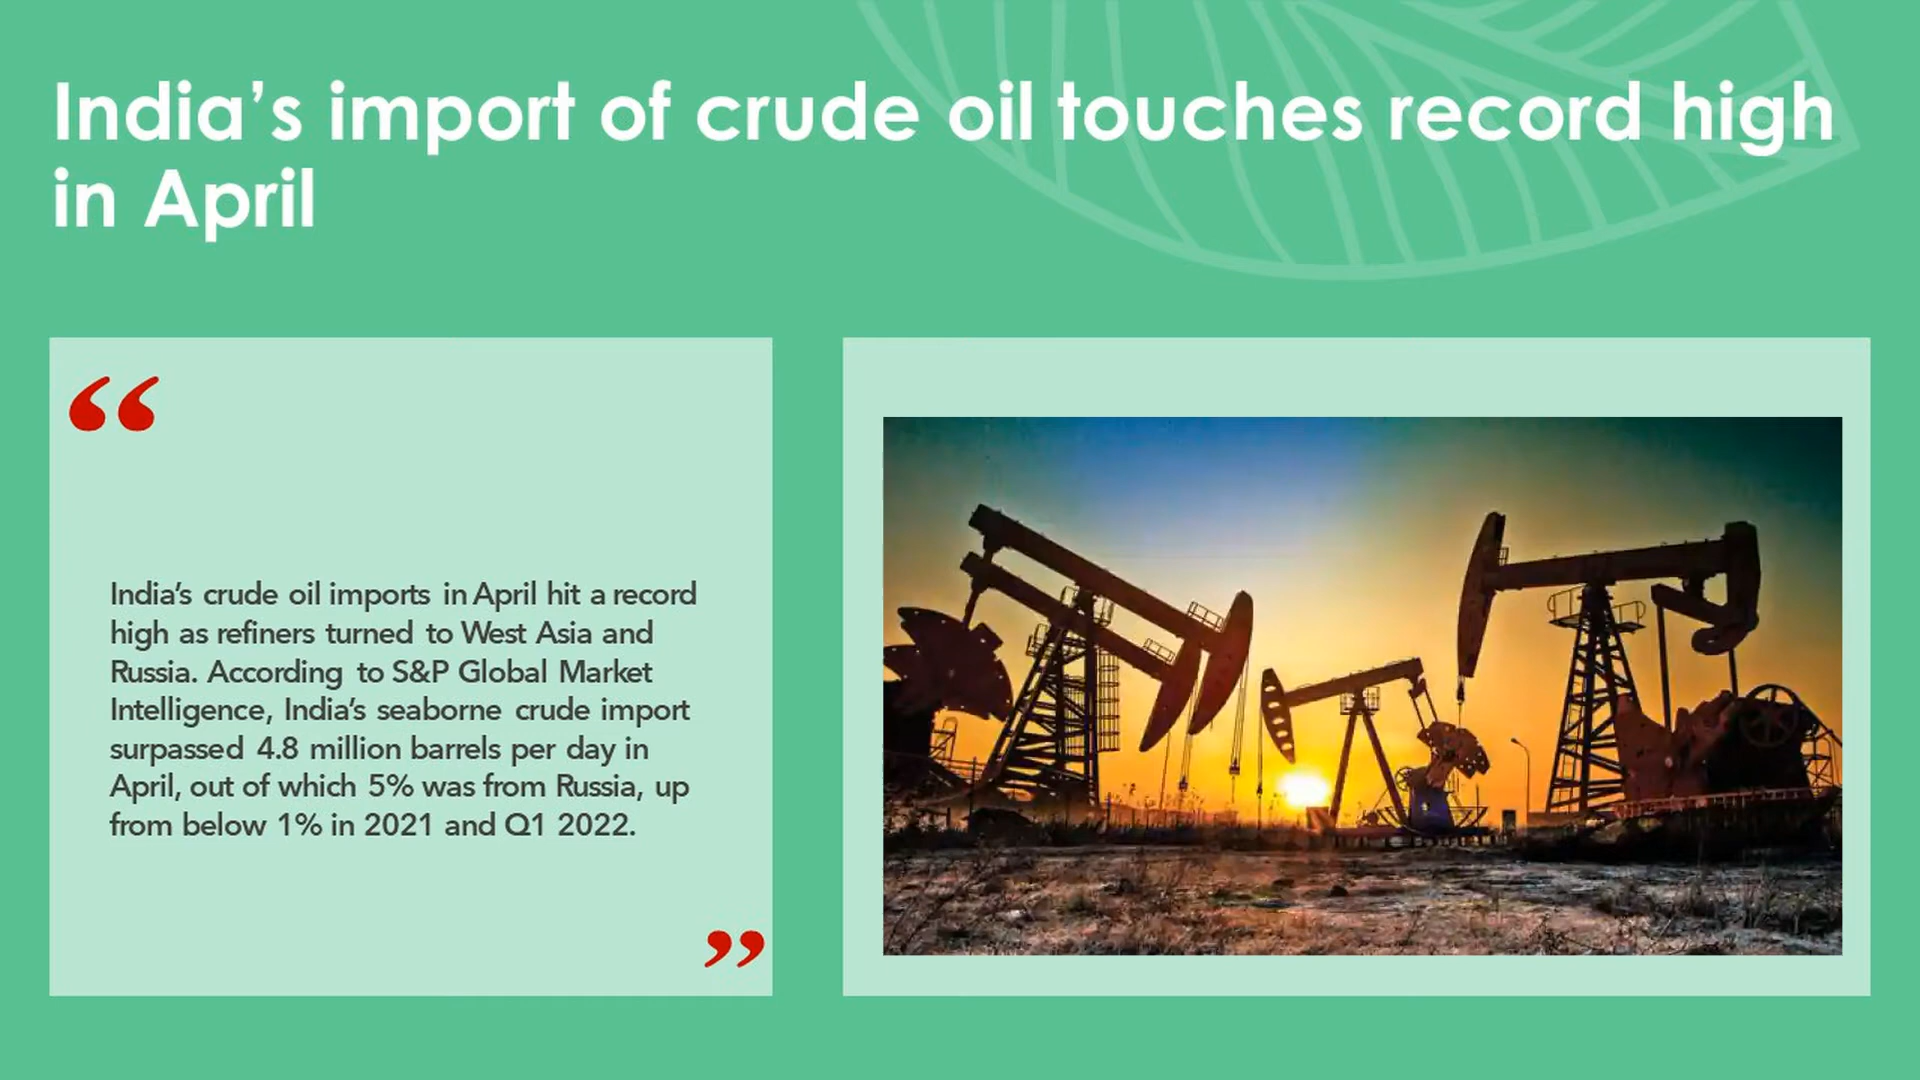 India’s import of crude oil touches record high
in April
“
India’s crude oil imports in April hit a record
high as refiners turned to West Asia and
Russia. According to S&P Global Market
Intelligence, India’s seaborne crude import
surpassed 4.8 million barrels per day in
April, out of which 5% was from Russia, up
from below 1% in 2021 and Q1 2022.
”